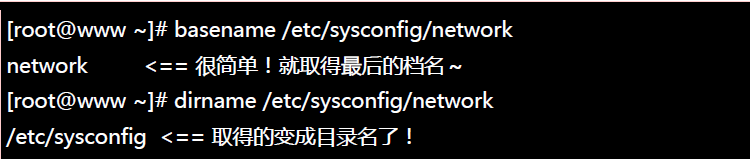 [root@www ~]# basename /etc/sysconfig/network
network <== 很简单！就取得最后的档名～
[root@www ~]# dirname /etc/sysconfig/network
/etc/sysconfig <== 取得的变成目录名了！